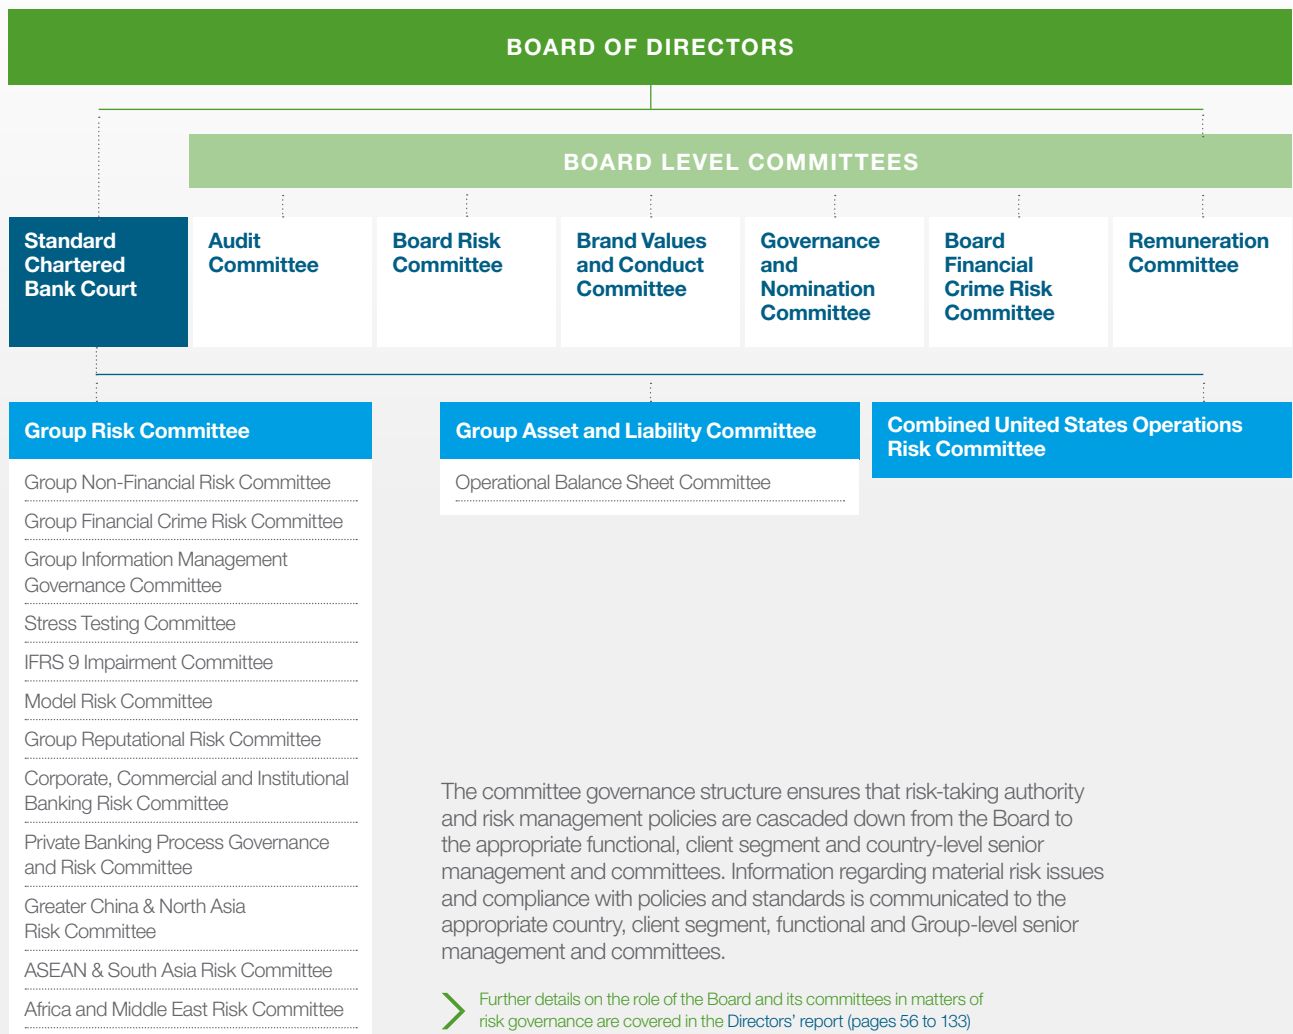 BOARD OF DIRECTORS
BOARD LEVEL COMMITTEES
Standard
Chartered
Bank Court
Audit
Committee
Board Risk
Committee
Brand Values
and Conduct
Committee
Governance
and
Nomination
Committee
Board
Financial
Crime Risk
Committee
Remuneration
Committee
Group Risk Committee
Group Non-Financial Risk Committee
Group Financial Crime Risk Committee
Group Information Management
Governance Committee
Stress Testing Committee
IFRS 9 Impairment Committee
Model Risk Committee
Group Reputational Risk Committee
Corporate, Commercial and Institutional
Banking Risk Committee
Private Banking Process Governance
and Risk Committee
Greater China & North Asia
Risk Committee
ASEAN & South Asia Risk Committee
Africa and Middle East Risk Committee
Group Asset and Liability Committee
Operational Balance Sheet Committee
Combined United States Operations
Risk Committee
The committee governance structure ensures that risk-taking authority
and risk management policies are cascaded down from the Board to
the appropriate functional, client segment and country-level senior
management and committees. Information regarding material risk issues
and compliance with policies and standards is communicated to the
appropriate country, client segment, functional and Group-level senior
management and committees.
Further details on the role of the Board and its committees in matters of
risk governance are covered in the Directors' report (pages 56 to 133)